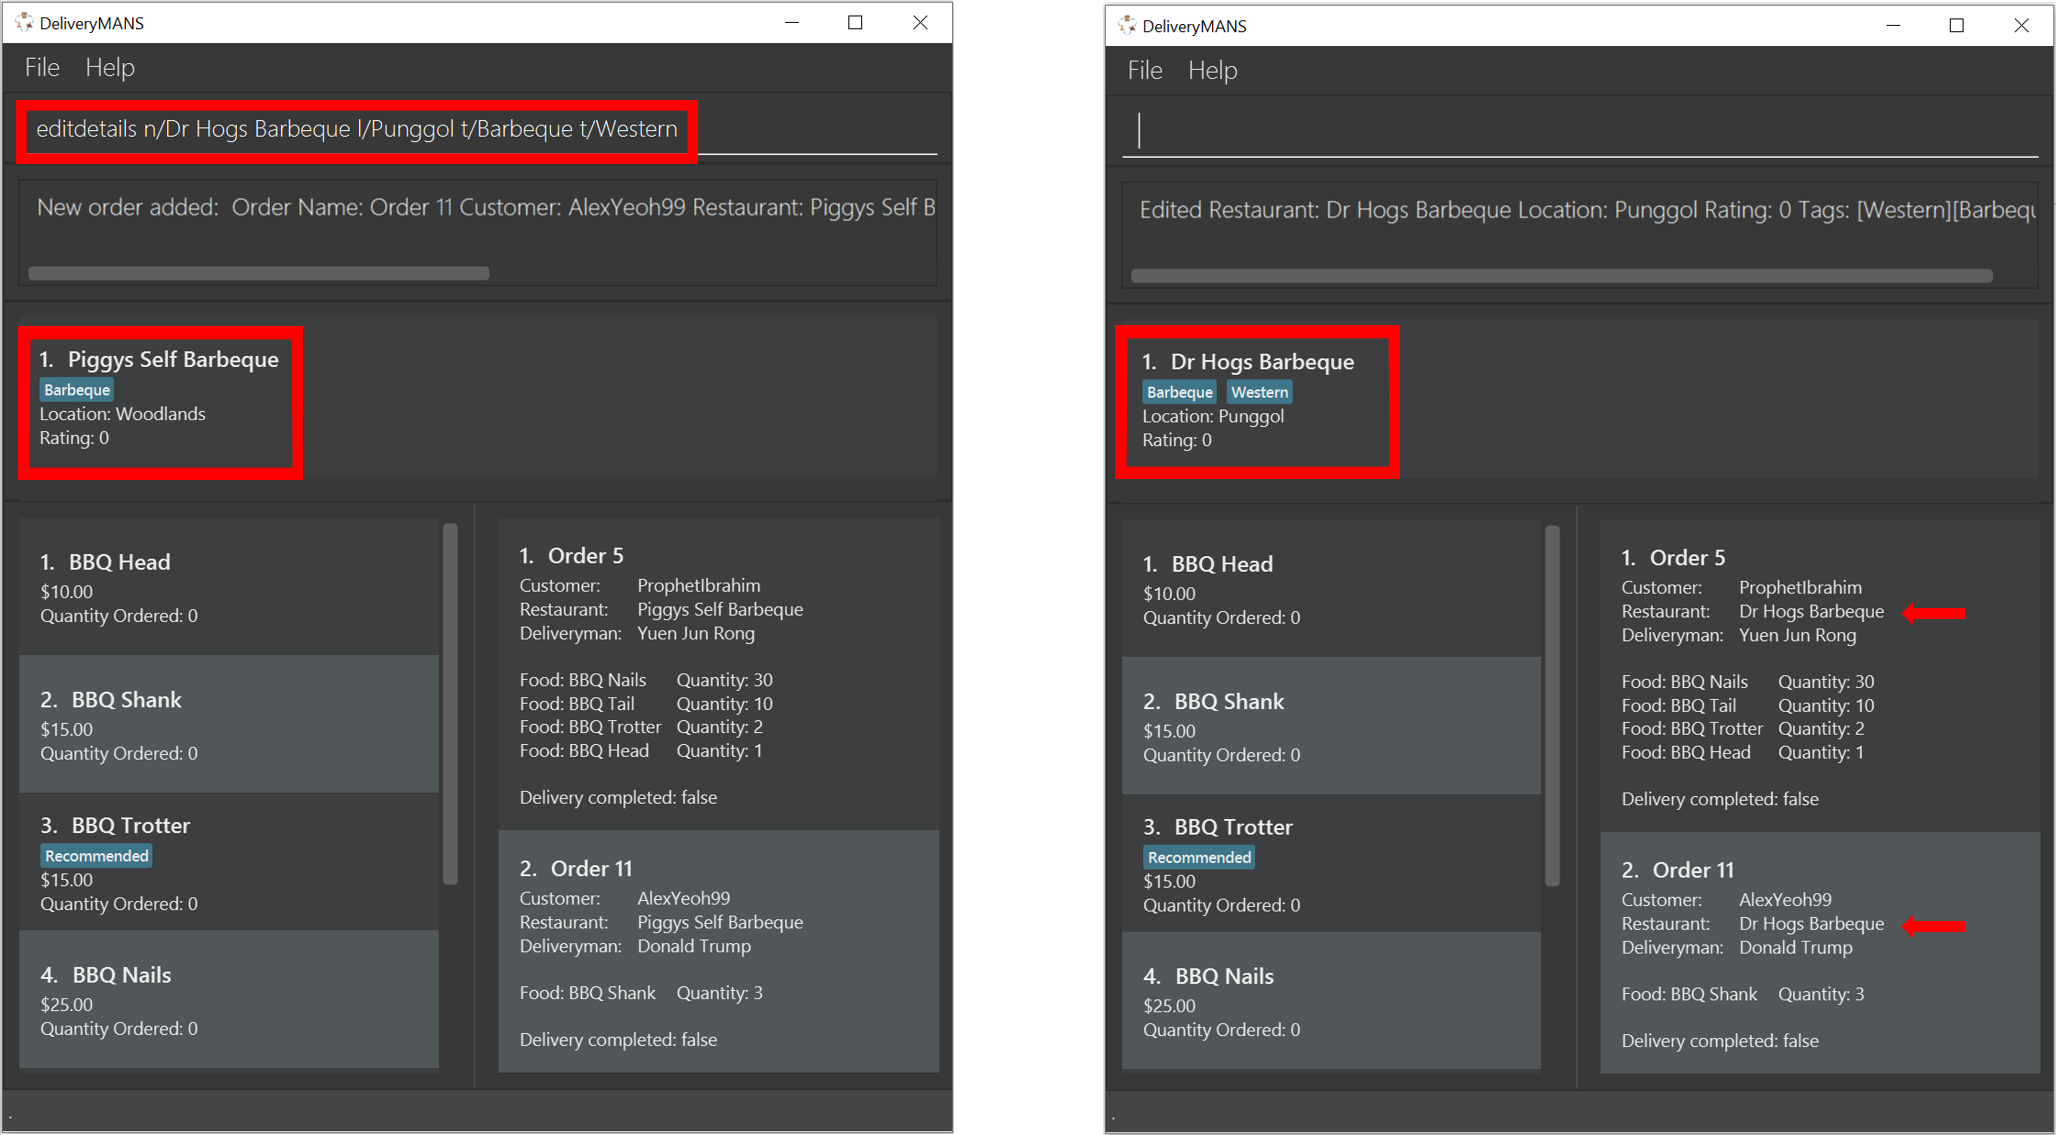 DeliveryMANS
File Help
editdetails n/Dr Hogs Barbeque l/Punggol t/Barbeque t/Western
New order added:  Order Name: Order 11 Customer: AlexYeoh99 Restaurant: Piggys Self B
1. Piggys Self Barbeque
Barbeque
Location: Woodlands
Rating: 0
1. BBQ Head
$10.00
Quantity Ordered: 0
2. BBQ Shank
$15.00
Quantity Ordered: 0
3. BBQ Trotter
Recommended
$15.00
Quantity Ordered: 0
4. BBQ Nails
$25.00
Quantity Ordered: 0
1. Order 5
Customer: ProphetIbrahim
Restaurant: Piggys Self Barbeque
Deliveryman: Yuen Jun Rong
Food: BBQ Nails Quantity: 30
Food: BBQ Tail Quantity: 10
Food: BBQ Trotter Quantity: 2
Food: BBQ Head Quantity: 1
Delivery completed: false
2. Order 11
Customer: AlexYeoh99
Restaurant: Piggys Self Barbeque
Deliveryman: Donald Trump
Food: BBQ Shank Quantity: 3
Delivery completed: false
.
DeliveryMANS
File Help
Edited Restaurant: Dr Hogs Barbeque Location: Punggol Rating: 0 Tags: [Western][Barbequ
1. Dr Hogs Barbeque
Barbeque Western
Location: Punggol
Rating: 0
1. BBQ Head
$10.00
Quantity Ordered: 0
2. BBQ Shank
$15.00
Quantity Ordered: 0
3. BBQ Trotter
Recommended
$15.00
Quantity Ordered: 0
4. BBQ Nails
$25.00
Quantity Ordered: 0
1. Order 5
Customer: ProphetIbrahim
Restaurant: Dr Hogs Barbeque
Deliveryman: Yuen Jun Rong
Food: BBQ Nails Quantity: 30
Food: BBQ Tail Quantity: 10
Food: BBQ Trotter Quantity: 2
Food: BBQ Head Quantity: 1
Delivery completed: false
2. Order 11
Customer: AlexYeoh99
Restaurant: Dr Hogs Barbeque
Deliveryman: Donald Trump
Food: BBQ Shank Quantity: 3
Delivery completed: false
.